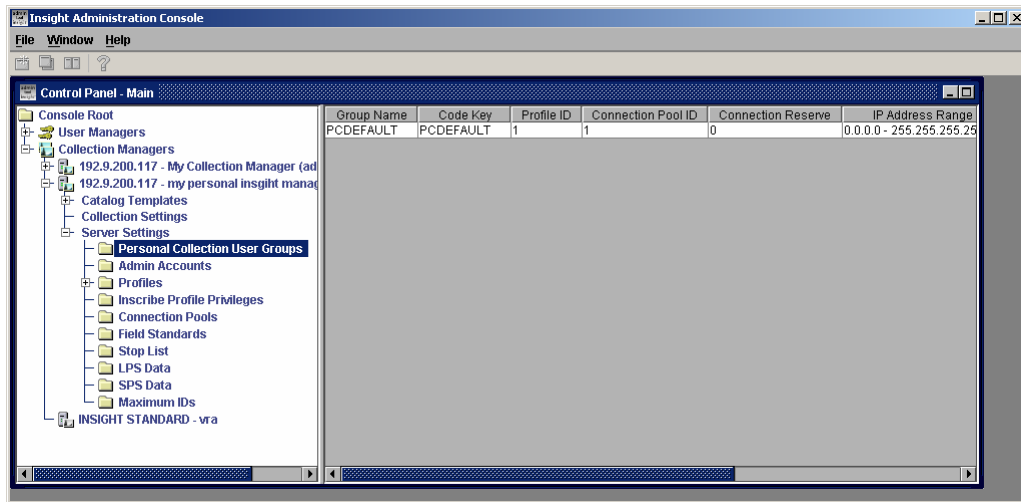 Insight Administration Console
File Window Help
Control Panel - Main
Console Root
User Managers
Collection Managers
192.9.200.117 - My Collection Manager (ad
192.9.200.117 - my personal insgiht manag
Catalog Templates
Collection Settings
Server Settings
Personal Collection User Groups
Admin Accounts
Profiles
Inscribe Profile Privileges
Connection Pools
Field Standards
Stop List
LPS Data
SPS Data
Maximum IDs
INSIGHT STANDARD - vra
Group Name Code Key Profile ID Connection Pool ID Connection Reserve IP Address Range
PCDEFAULT PCDEFAULT 1 1 0 0.0.0.0 - 255.255.255.25